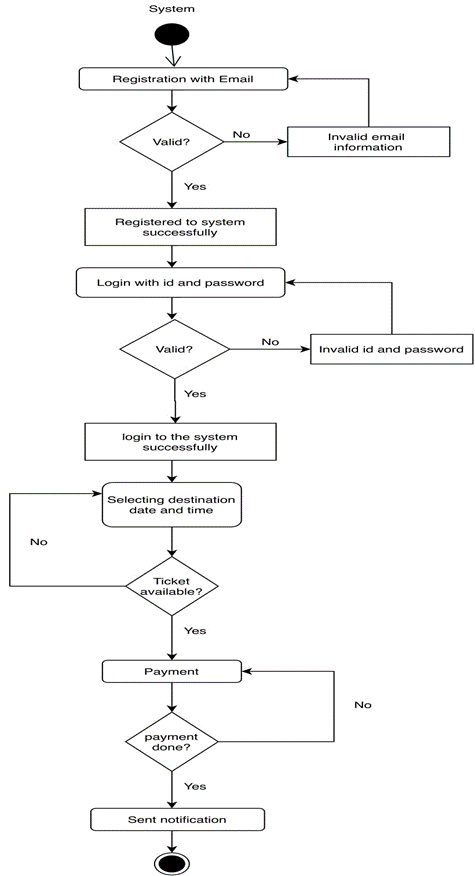 System
Registration with Email
Valid?
No
Invalid email
information
Yes
Registered to system
successfully
Login with id and password
Valid?
No
Invalid id and password
Yes
login to the system
successfully
Selecting destination
date and time
No
Ticket
available?
Yes
Payment
No
payment
done?
Yes
Sent notification